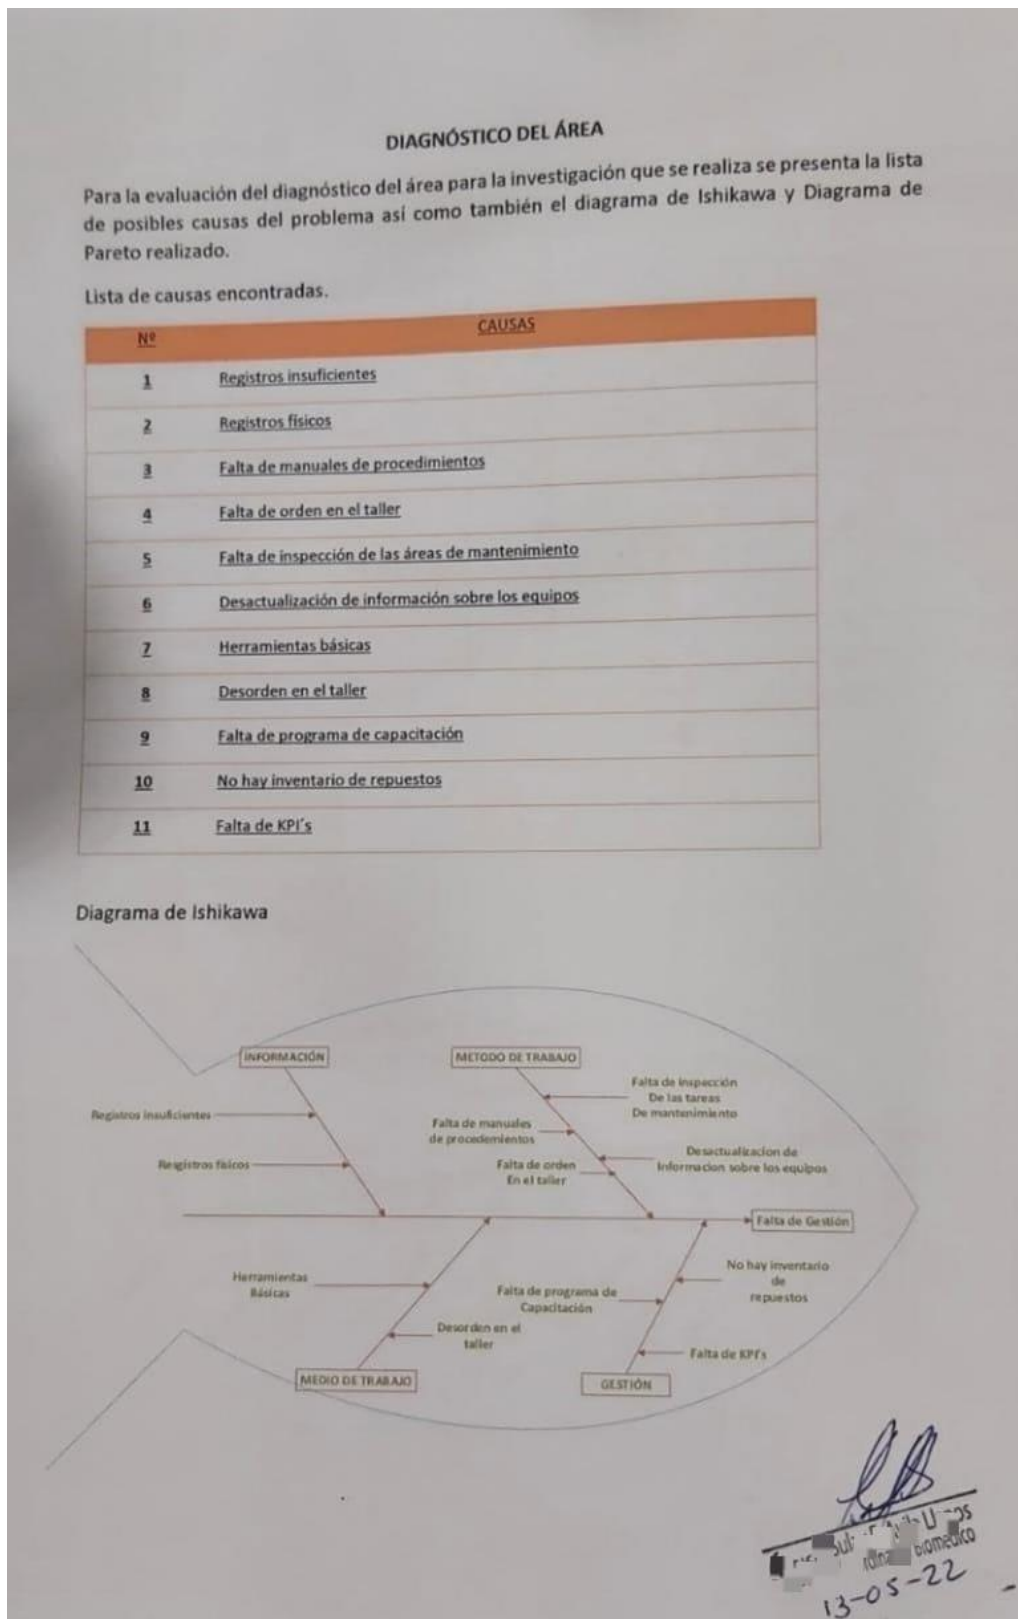 DIAGNÓSTICO DEL ÁREA
Para la evaluación del diagnóstico del área para la investigación que se realiza se presenta la lista
de posibles causas del problema así como también el diagrama de Ishikawa y Diagrama de
Pareto realizado.
Lista de causas encontradas.
Nº CAUSAS
1 Registros insuficientes
2 Registros físicos
3 Falta de manuales de procedimientos
4 Falta de orden en el taller
5 Falta de inspección de las áreas de mantenimiento
6 Desactualización de información sobre los equipos
7 Herramientas básicas
8 Desorden en el taller
9 Falta de programa de capacitación
10 No hay inventario de repuestos
11 Falta de KPI's
Diagrama de Ishikawa
INFORMACIÓN
METODO DE TRABAJO
Falta de inspección
De las tareas
De mantenimiento
Registros insuficientes
Falta de manuales
de procedemientos
Desactualizacion de
Informacion sobre los equipos
Resgistros físicos
Falta de orden
En el taller
Falta de Gestión
Herramientas
Básicas
Falta de programa de
Capacitación
No hay inventario
de
repuestos
Desorden en el
taller
Falta de KPI's
MEDIO DE TRABAJO
GESTIÓN
biomedico
13-05-22